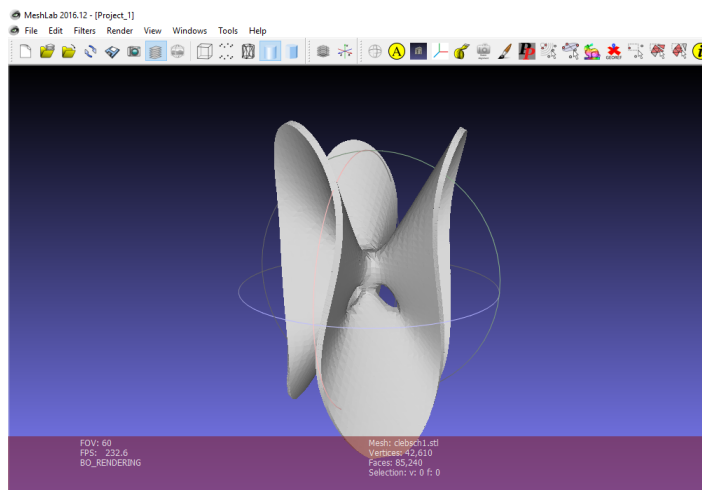 MeshLab 2016.12 - [Project_1]
File Edit Filters Render View Windows Tools Help
A
GEOREF
FOV: 60
FPS: 232.6
BO_RENDERING
Mesh: clebsch1.stl
Vertices: 42,610
Faces: 85,240
Selection: v: 0 f: 0